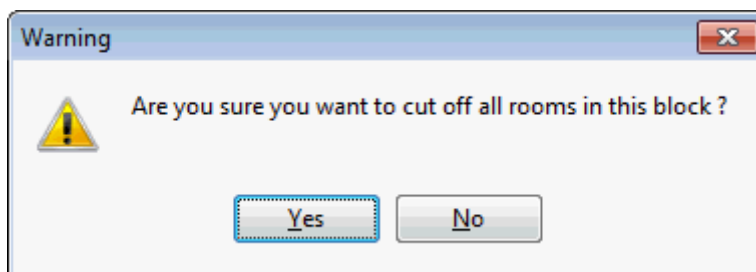 Warning
Are you sure you want to cut off all rooms in this block ?
Yes
No